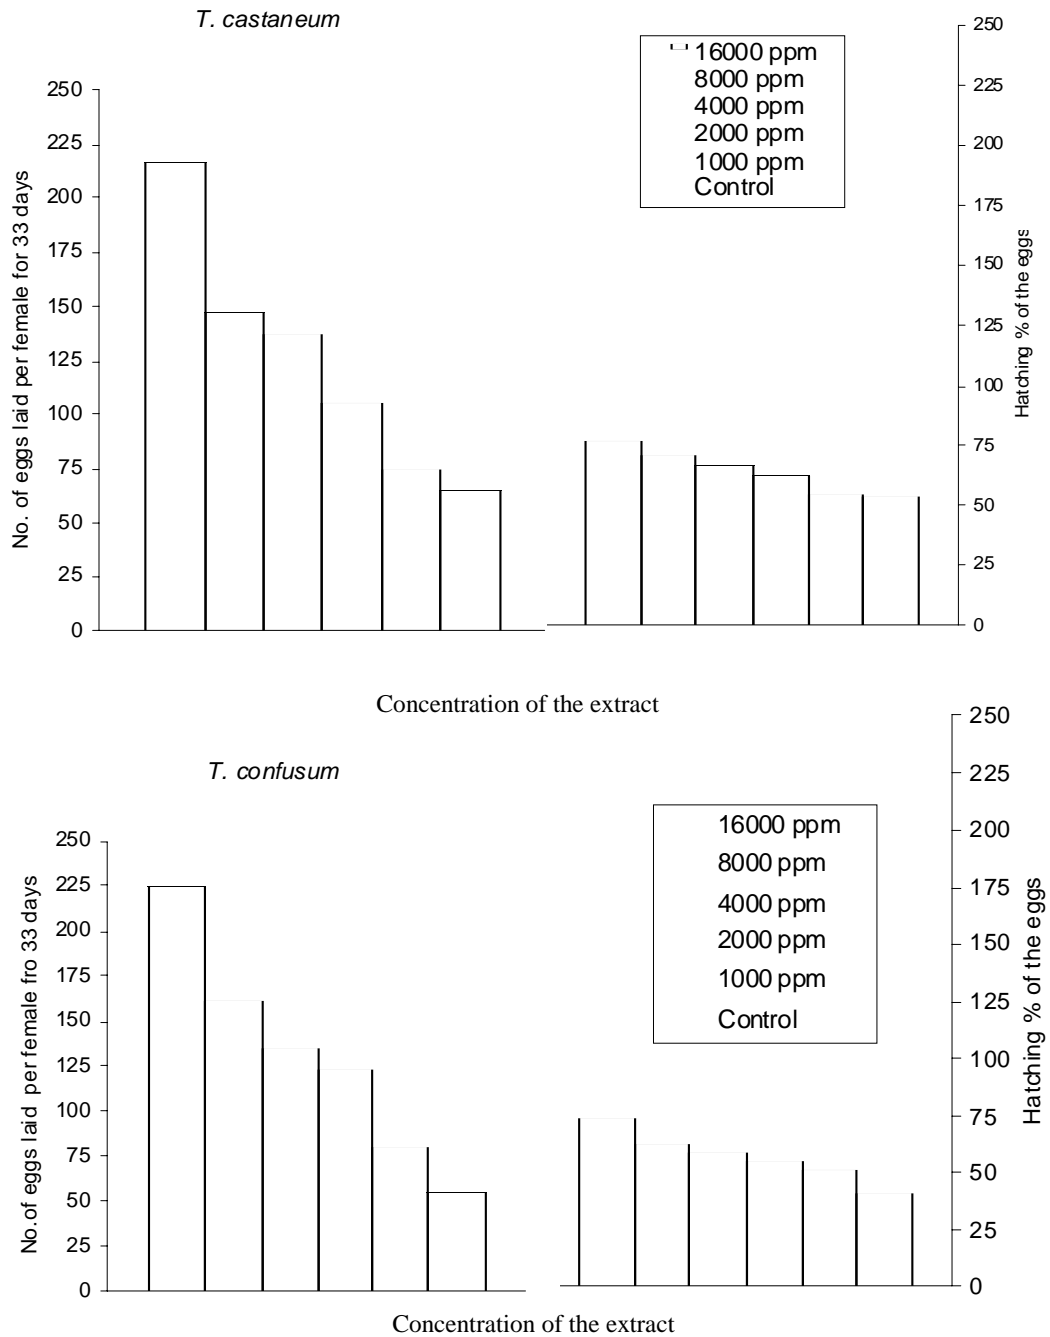 T. castaneum
No. of eggs laid per female for 33 days
250
225
200
175
150
125
100
75
50
25
0
16000 ppm
8000 ppm
4000 ppm
2000 ppm
1000 ppm
Control
250
225
200
175
150
125
100
75
50
25
0
Hatching % of the eggs
Concentration of the extract
T. confusum
No. of eggs laid per female fro 33 days
250
225
200
175
150
125
100
75
50
25
0
16000 ppm
8000 ppm
4000 ppm
2000 ppm
1000 ppm
Control
250
225
200
175
150
125
100
75
50
25
0
Hatching % of the eggs
Concentration of the extract